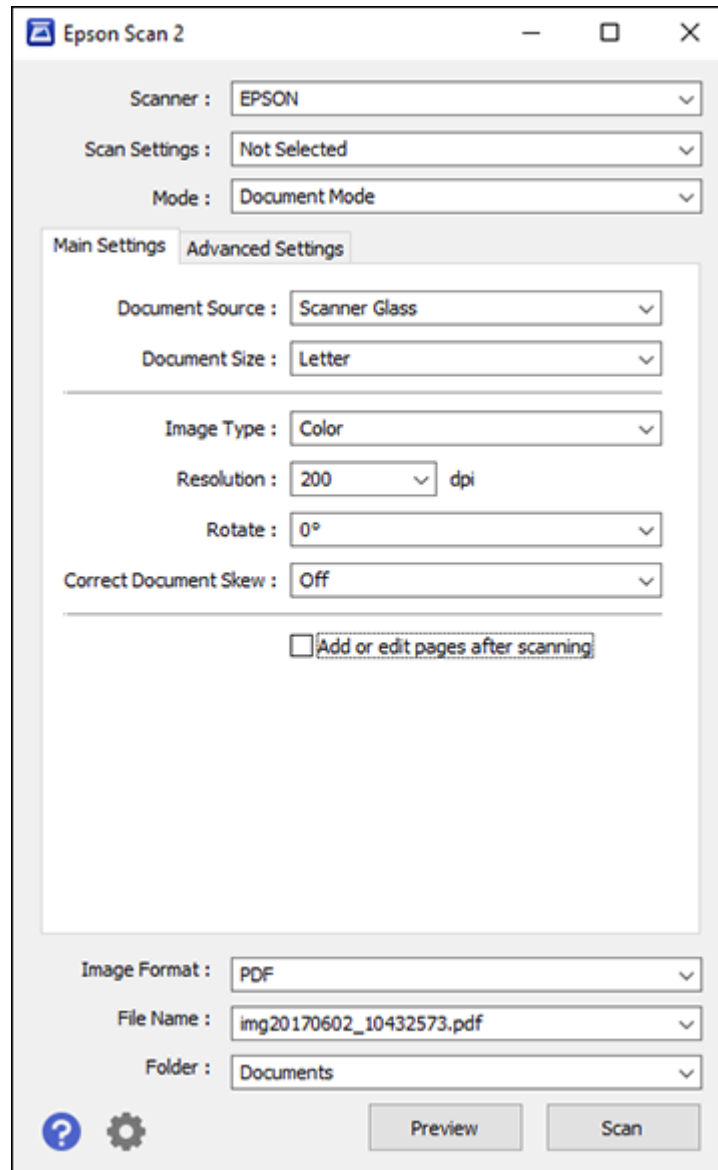 Epson Scan 2
Scanner : EPSON
Scan Settings : Not Selected
Mode : Document Mode
Main Settings Advanced Settings
Document Source : Scanner Glass
Document Size : Letter
Image Type : Color
Resolution : 200 dpi
Rotate : 0°
Correct Document Skew : Off
Add or edit pages after scanning
Image Format : PDF
File Name : img20170602_10432573.pdf
Folder : Documents
? Preview Scan